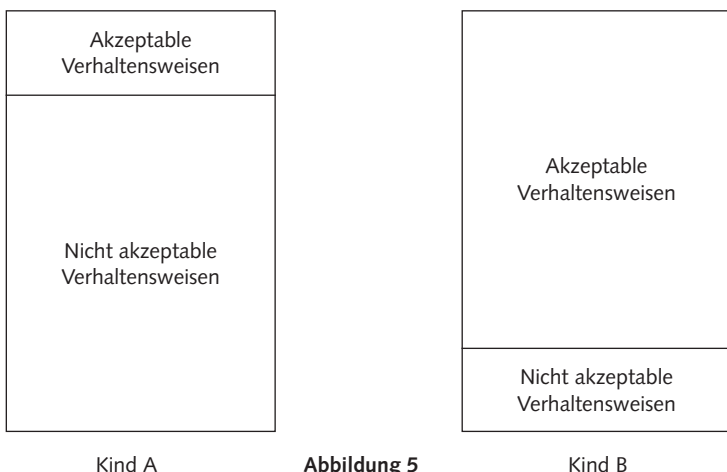 Akzeptable
Verhaltensweisen
Nicht akzeptable
Verhaltensweisen
Akzeptable
Verhaltensweisen
Nicht akzeptable
Verhaltensweisen
Kind A
Abbildung 5
Kind B